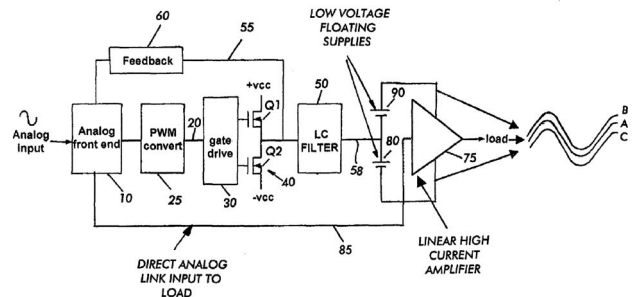 LOW VOLTAGE
FLOATING
SUPPLIES
60
55
Feedback
+vcc
50
90
Q1
Analog
Input
Analog
front end
PWM
convert
20
gate
drive
LC
FILTER
80
load
B
A
C
Q2
58
75
10
25
30
40
-vcc
DIRECT ANALOG
LINK INPUT TO
LOAD
85
LINEAR HIGH
CURRENT
AMPLIFIER